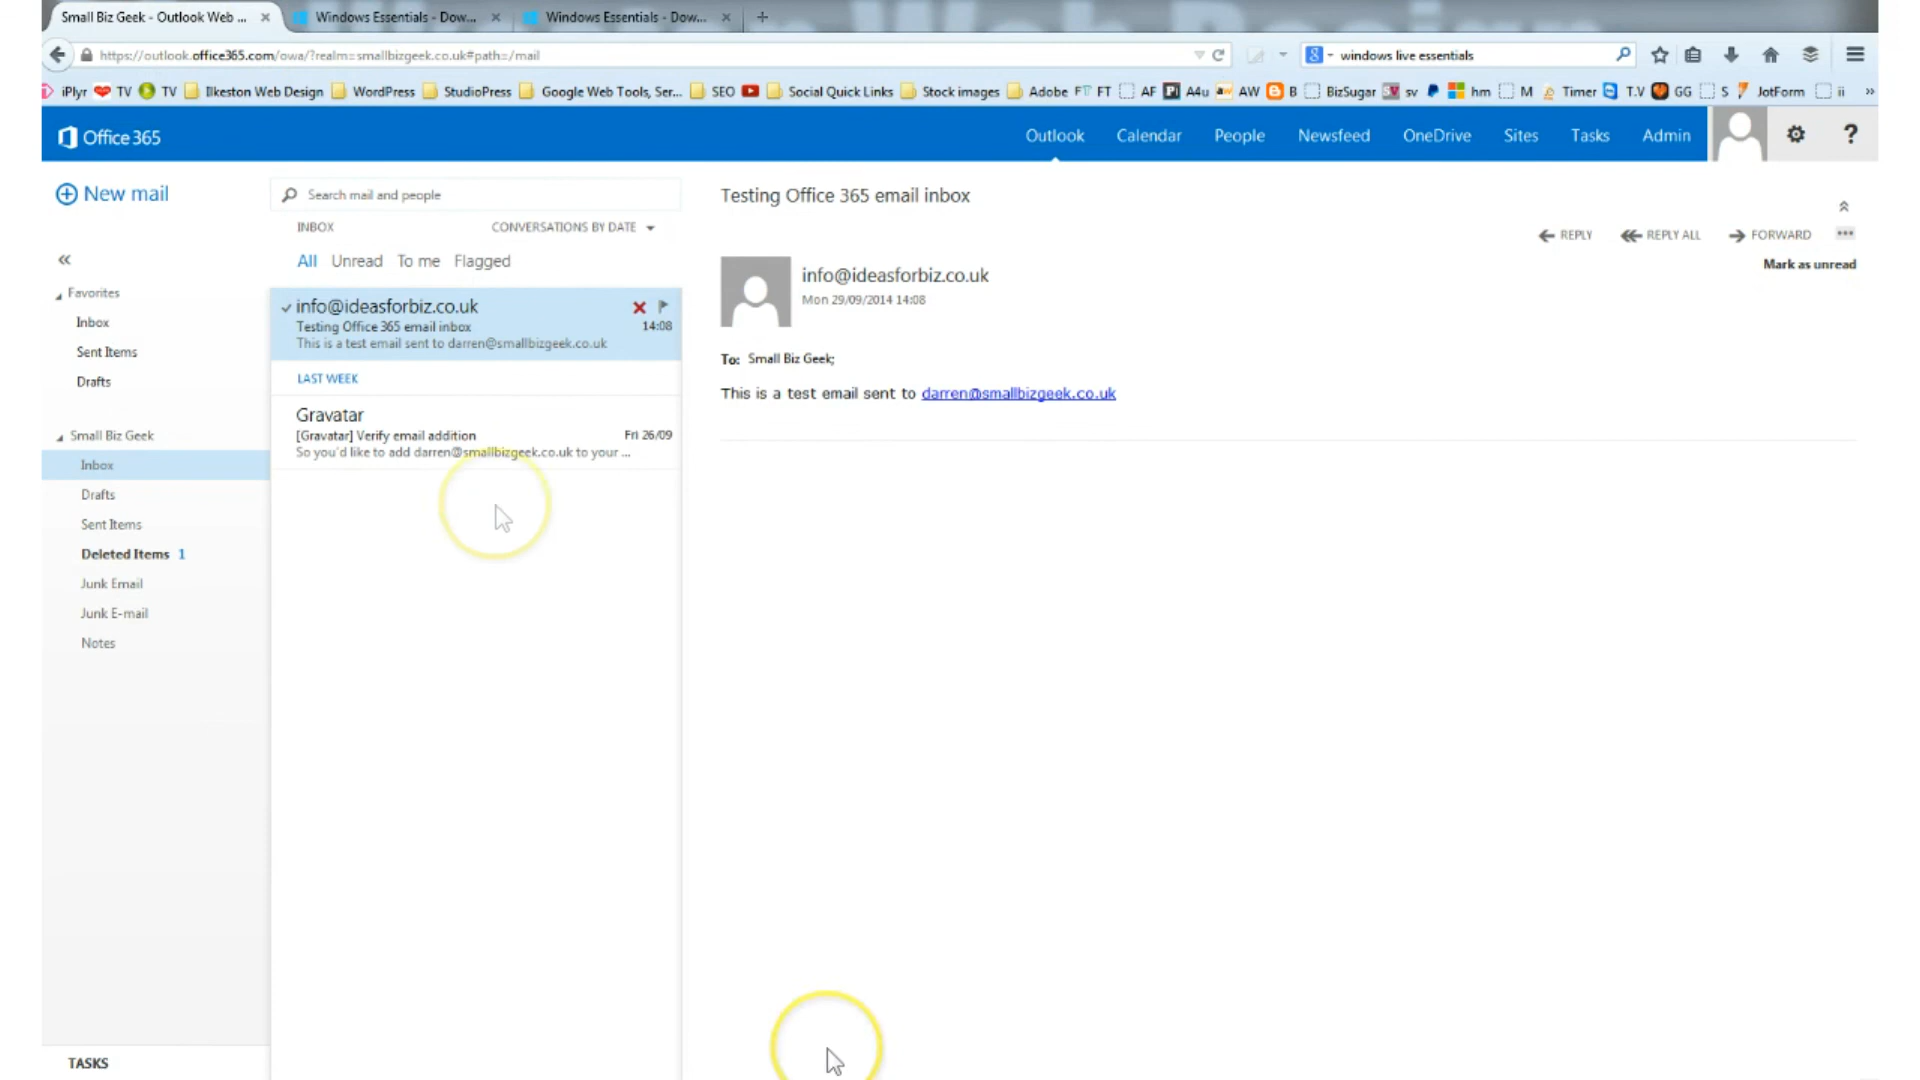 Small Biz Geek - Outlook Web ...
Windows Essentials - Dow...
Windows Essentials - Dow...
https://outlook.office365.com/owa/?realm=smallbizgeek.co.uk#path=/mail
windows live essentials
iPlyr TV TV Ilkeston Web Design WordPress StudioPress Google Web Tools, Ser... SEO Social Quick Links Stock images Adobe FT FT AF A4u AW B BizSugar sv hm M Timer T.V GG S JotForm ii »
Office 365
Outlook Calendar People Newsfeed OneDrive Sites Tasks Admin ?
New mail
Favorites
Inbox
Sent Items
Drafts
Small Biz Geek
Inbox
Drafts
Sent Items
Deleted Items 1
Junk Email
Junk E-mail
Notes
TASKS
Search mail and people
INBOX CONVERSATIONS BY DATE
All Unread To me Flagged
info@ideasforbiz.co.uk
Testing Office 365 email inbox 14:08
This is a test email sent to darren@smallbizgeek.co.uk
LAST WEEK
Gravatar
[Gravatar] Verify email addition Fri 26/09
So you'd like to add darren@smallbizgeek.co.uk to your ...
Testing Office 365 email inbox
REPLY REPLY ALL FORWARD •••
Mark as unread
info@ideasforbiz.co.uk
Mon 29/09/2014 14:08
To: Small Biz Geek;
This is a test email sent to darren@smallbizgeek.co.uk